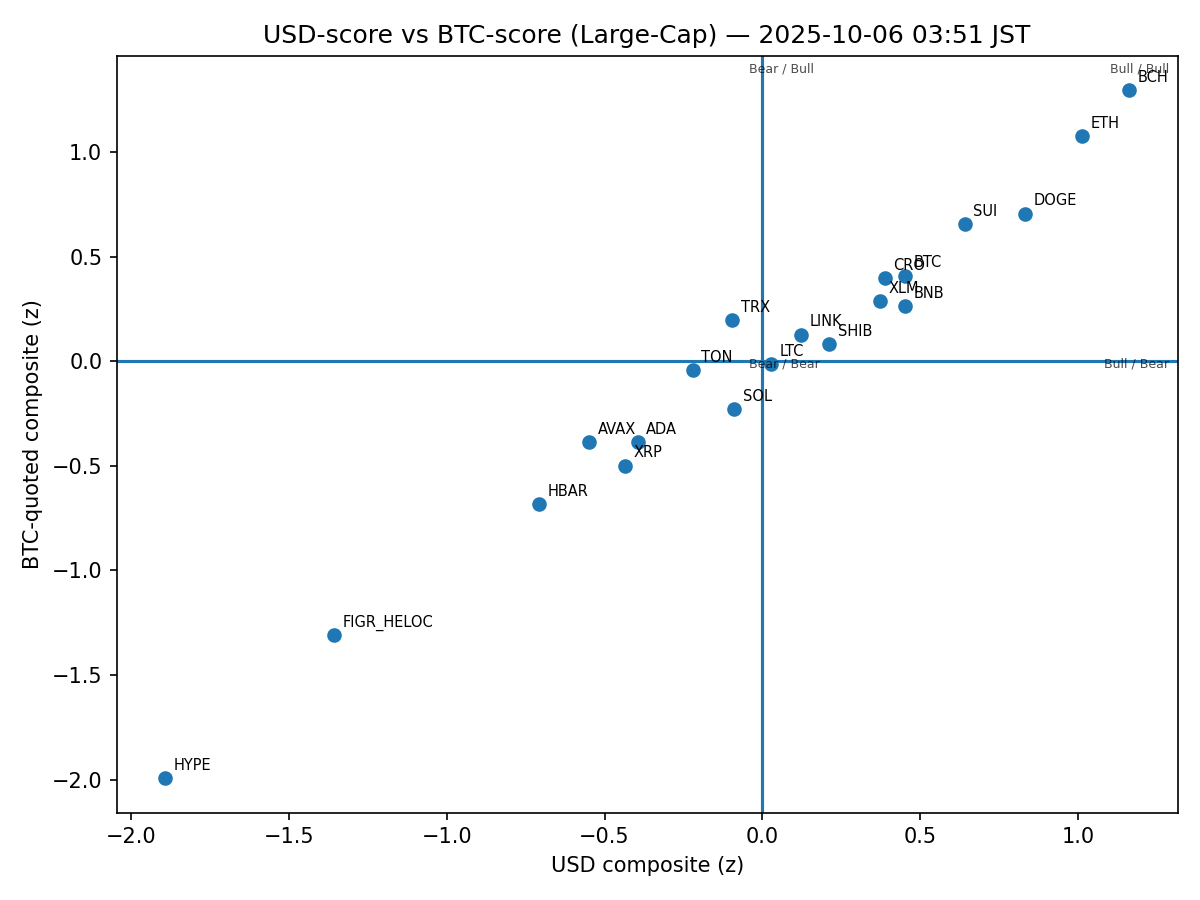 USD-score vs BTC-score (Large-Cap) — 2025-10-06 03:51 JST
Bear / Bull
Bull / Bull
BCH
ETH
DOGE
SUI
CRO
BTC
XLM
BNB
TRX
LINK
SHIB
LTC
TON
Bear / Bear
Bull / Bear
SOL
AVAX
ADA
XRP
HBAR
FIGR_HELOC
HYPE
1.0
0.5
0.0
−0.5
−1.0
−1.5
−2.0
BTC-quoted composite (z)
−2.0
−1.5
−1.0
−0.5
0.0
0.5
1.0
USD composite (z)